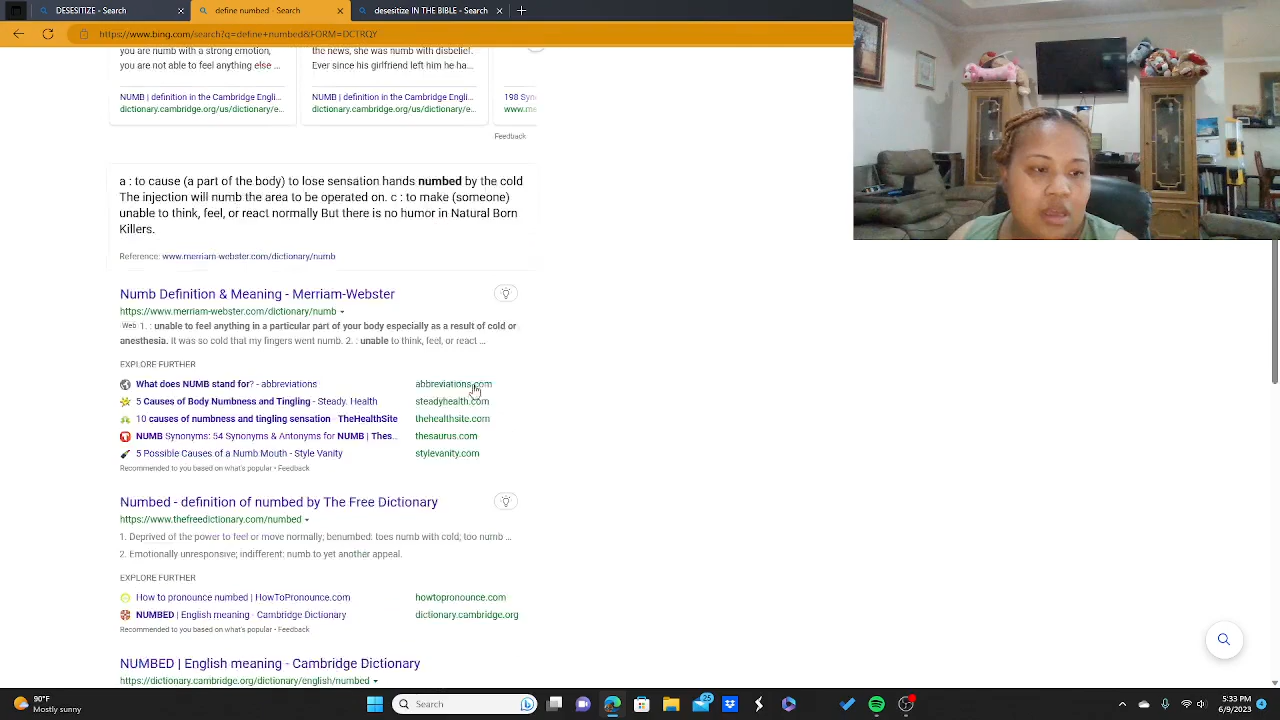 DESESITIZE - Search
define numbed - Search
desesitize IN THE BIBLE - Search
https://www.bing.com/search?q=define+numbed&FORM=DCTRQY
you are numb with a strong emotion,
you are not able to feel anything else ...
NUMB | definition in the Cambridge Engli...
dictionary.cambridge.org/us/dictionary/e...
the news, she was numb with disbelief.
Ever since his girlfriend left him he ha...
NUMB | definition in the Cambridge Engli...
dictionary.cambridge.org/us/dictionary/e...
198 Syn
www.me
Feedback
a : to cause (a part of the body) to lose sensation hands numbed by the cold
The injection will numb the area to be operated on. c : to make (someone)
unable to think, feel, or react normally But there is no humor in Natural Born
Killers.
Reference: www.merriam-webster.com/dictionary/numb
Numb Definition & Meaning - Merriam-Webster
https://www.merriam-webster.com/dictionary/numb
Web 1. : unable to feel anything in a particular part of your body especially as a result of cold or
anesthesia. It was so cold that my fingers went numb. 2. : unable to think, feel, or react ...
EXPLORE FURTHER
What does NUMB stand for? - abbreviations abbreviations.com
5 Causes of Body Numbness and Tingling - Steady. Health steadyhealth.com
10 causes of numbness and tingling sensation - TheHealthSite thehealthsite.com
NUMB Synonyms: 54 Synonyms & Antonyms for NUMB | Thes... thesaurus.com
5 Possible Causes of a Numb Mouth - Style Vanity stylevanity.com
Recommended to you based on what's popular • Feedback
Numbed - definition of numbed by The Free Dictionary
https://www.thefreedictionary.com/numbed
1. Deprived of the power to feel or move normally; benumbed: toes numb with cold; too numb ...
2. Emotionally unresponsive; indifferent: numb to yet another appeal.
EXPLORE FURTHER
How to pronounce numbed | HowToPronounce.com howtopronounce.com
NUMBED | English meaning - Cambridge Dictionary dictionary.cambridge.org
Recommended to you based on what's popular • Feedback
NUMBED | English meaning - Cambridge Dictionary
https://dictionary.cambridge.org/dictionary/english/numbed
90°F
Mostly sunny
Search
25
5:33 PM
6/9/2023
4